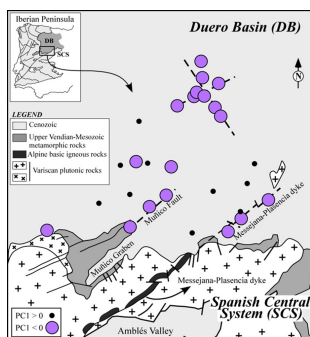 Iberian Peninsula
DB
SCS
Duero Basin (DB)
N
LEGEND
Cenozoic
Upper Vendian-Mesozoic
metamorphic rocks
Alpine basic igneous rocks
Variscan plutonic rocks
Muñico Fault
Messejana-Plasencia dyke
Muñico Graben
Messejana-Plasencia dyke
PC1 > 0
PC1 < 0
Spanish Central
System (SCS)
Amblés Valley